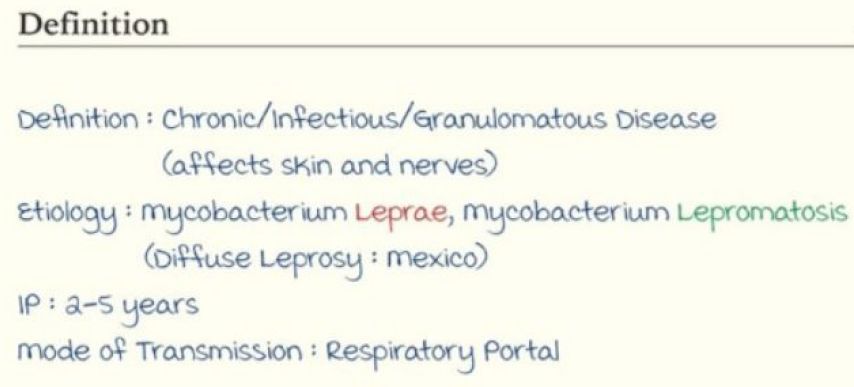 Definition
Definition : Chronic/Infectious/Granulomatous Disease
(affects skin and nerves)
Etiology : mycobacterium Leprae, mycobacterium Lepromatosis
(Diffuse Leprosy : mexico)
IP : 2-5 years
mode of Transmission : Respiratory Portal